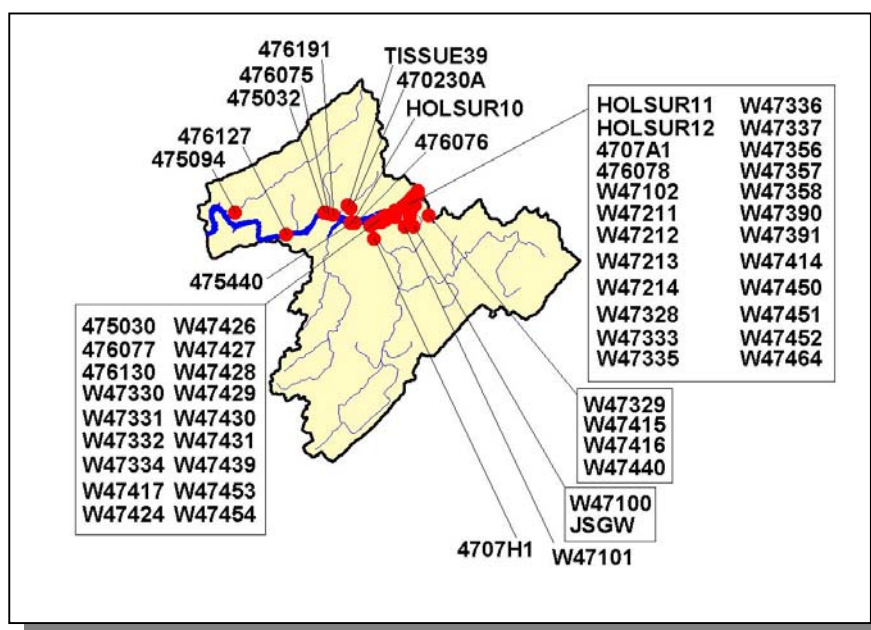 476191
476075
475032
476127
475094
TISSUE39
470230A
HOLSUR10
476076
475440
HOLSUR11 W47336
HOLSUR12 W47337
4707A1 W47356
476078 W47357
W47102 W47358
W47211 W47390
W47212 W47391
W47213 W47414
W47214 W47450
W47328 W47451
W47333 W47452
W47335 W47464
475030 W47426
476077 W47427
476130 W47428
W47330 W47429
W47331 W47430
W47332 W47431
W47334 W47439
W47417 W47453
W47424 W47454
W47329
W47415
W47416
W47440
W47100
JSGW
4707H1
W47101